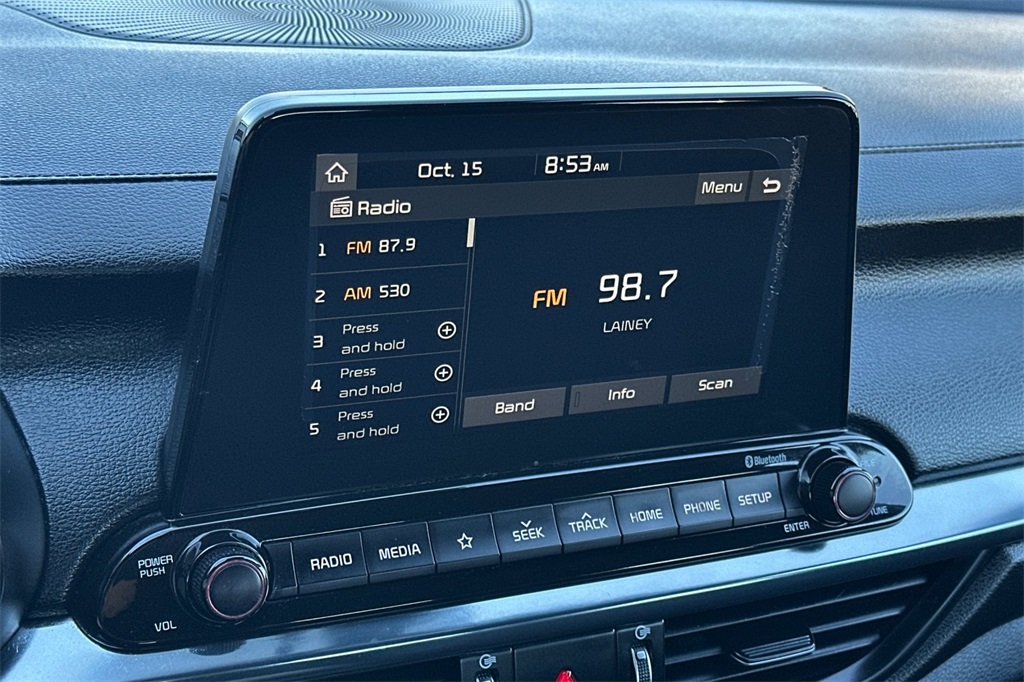 Oct. 15 8:53 AM
Radio Menu
1 FM 87.9
2 AM 530
3 Press
and hold
4 Press
and hold
5 Press
and hold
FM 98.7
LAINEY
Band Info Scan
Bluetooth
POWER
PUSH
VOL
RADIO MEDIA SEEK TRACK HOME PHONE SETUP
ENTER
TUNE